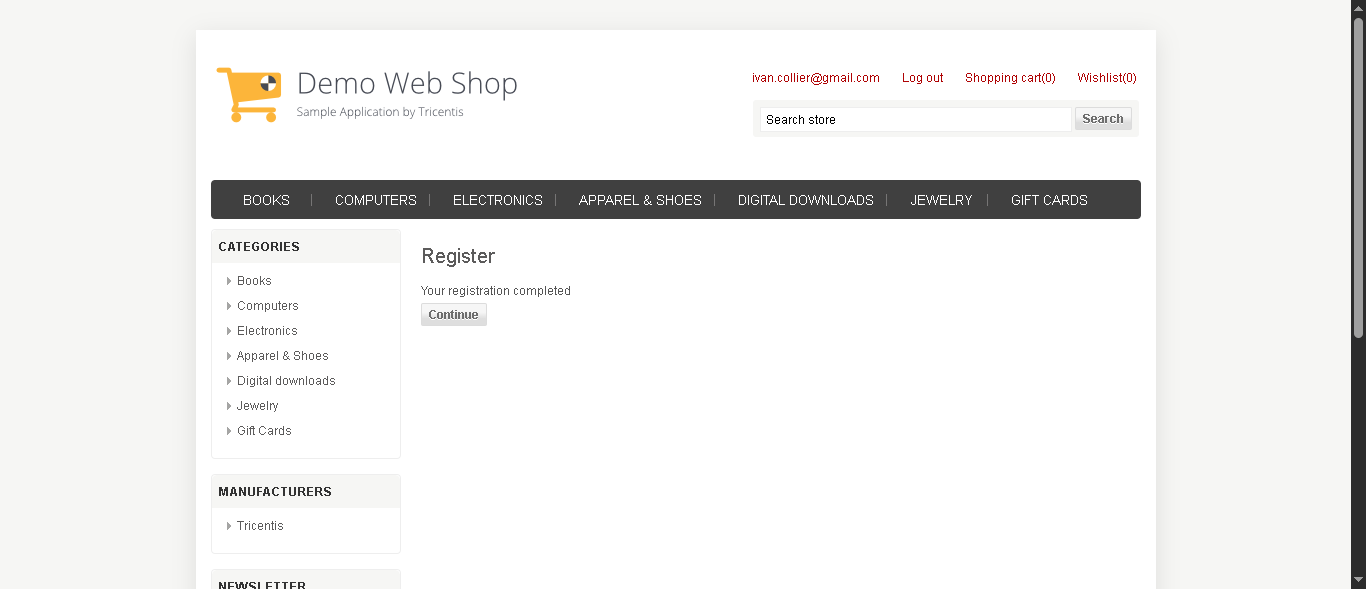 Demo Web Shop
Sample Application by Tricentis
ivan.collier@gmail.com Log out Shopping cart(0) Wishlist(0)
Search store Search
BOOKS COMPUTERS ELECTRONICS APPAREL & SHOES DIGITAL DOWNLOADS JEWELRY GIFT CARDS
CATEGORIES
Books
Computers
Electronics
Apparel & Shoes
Digital downloads
Jewelry
Gift Cards
MANUFACTURERS
Tricentis
NEWSLETTER
Register
Your registration completed
Continue